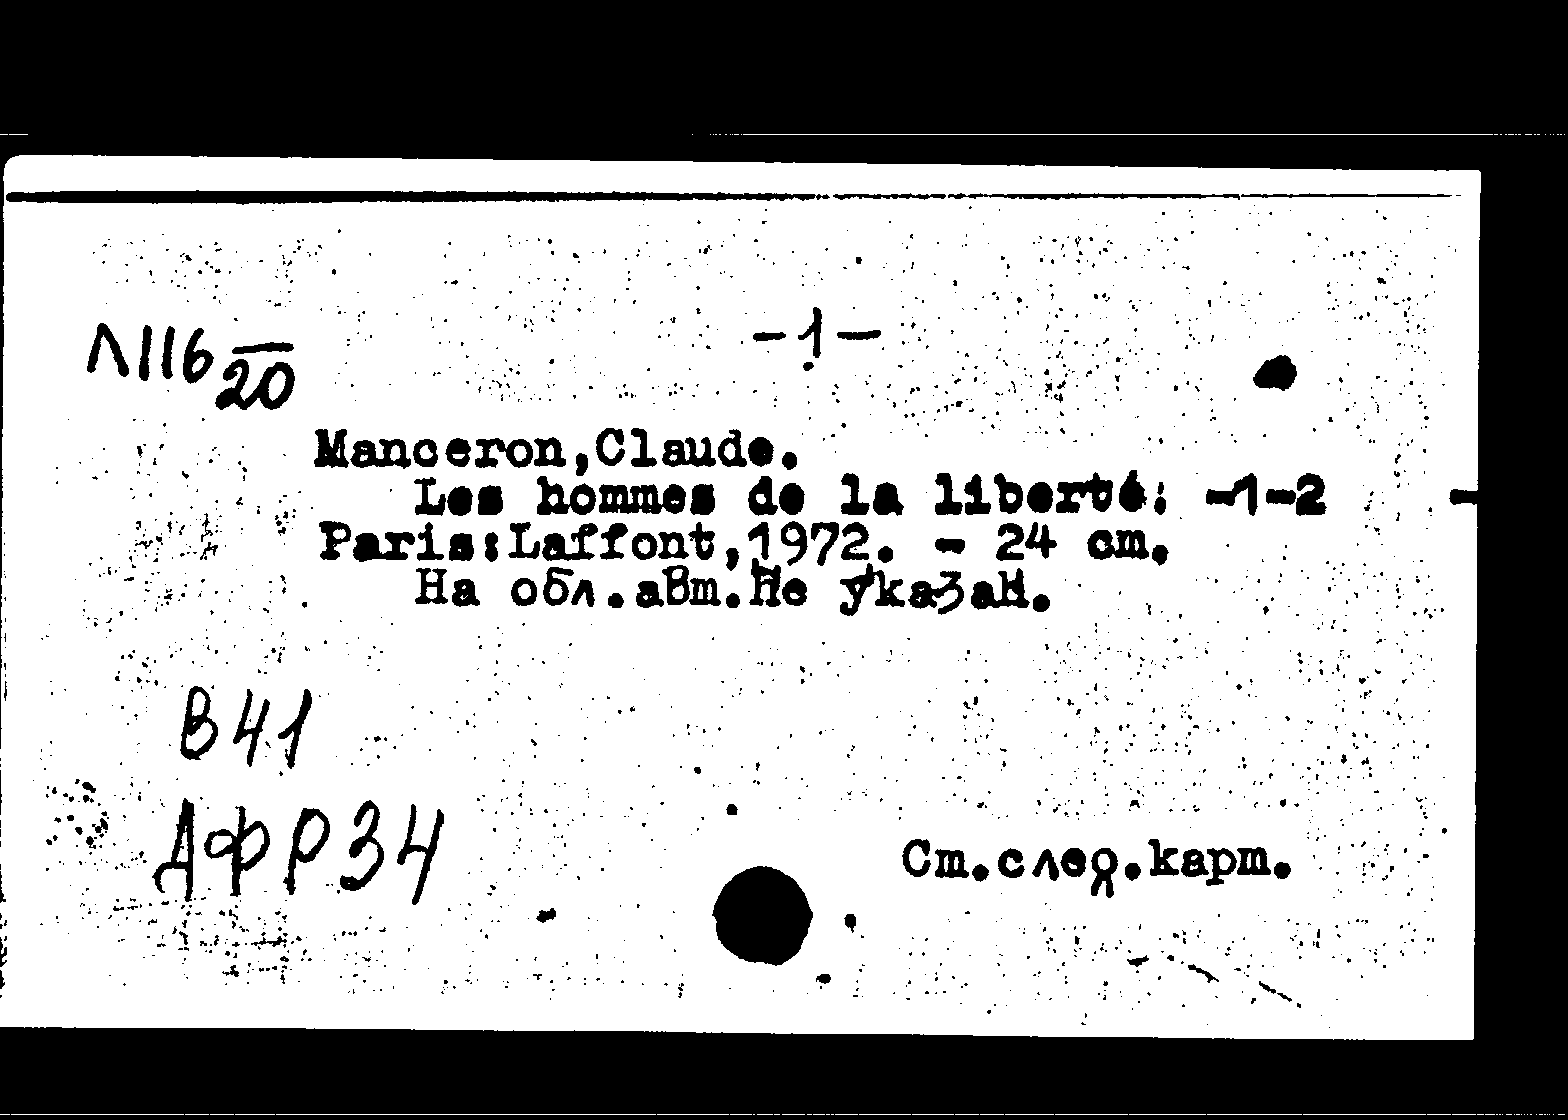 Л116 20
-1-
Manceron,Claude.
Les hommes de la liberté: -1-2 -
Paris:Laffont,1972. - 24 cm.
На обл.авт.не указан.
В41
ДФР34
См.след.карт.